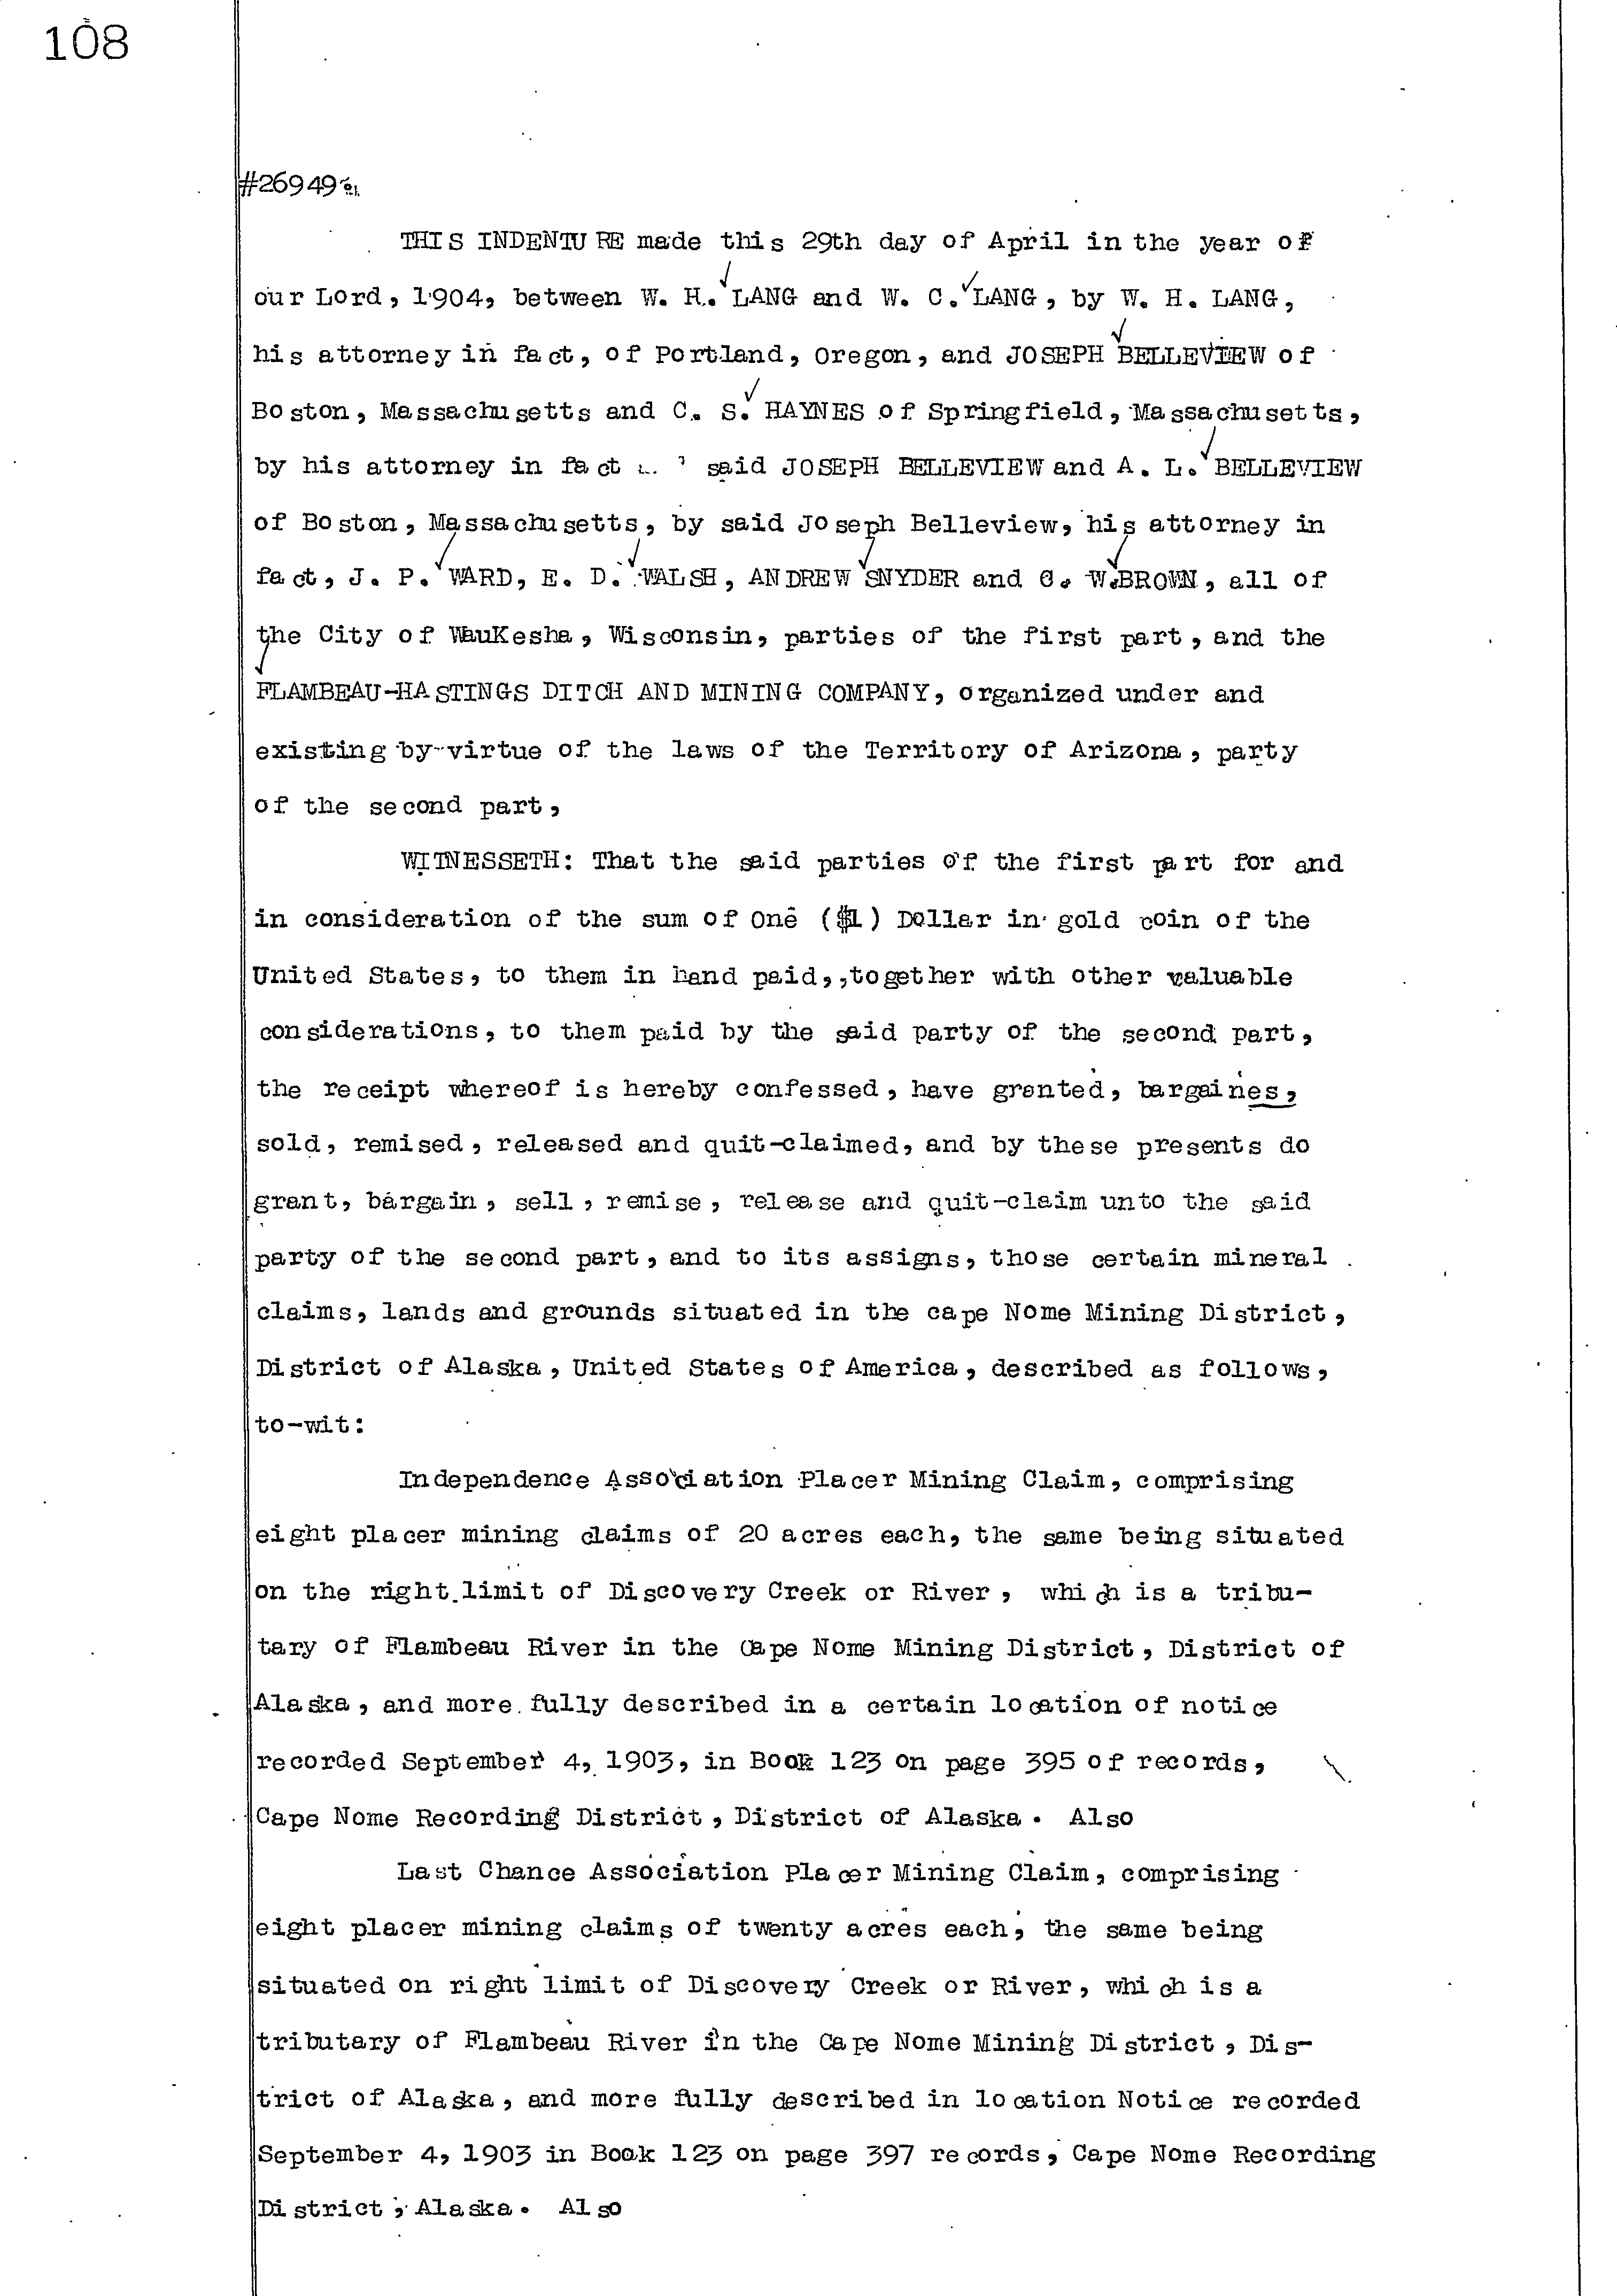 108
#26949
THIS INDENTURE made this 29th day of April in the year of
our Lord, 1904, between W. H. LANG and W. C. LANG, by W. H. LANG,
his attorney in fact, of Portland, Oregon, and JOSEPH BELLEVIEW of
Boston, Massachusetts and C. S. HAYNES of Springfield, Massachusetts,
by his attorney in fact said JOSEPH BELLEVIEW and A. L. BELLEVIEW
of Boston, Massachusetts, by said Joseph Belleview, his attorney in
fact, J. P. WARD, E. D. WALSH, ANDREW SNYDER and C. W. BROWN, all of
the City of WauKesha, Wisconsin, parties of the first part, and the
FLAMBEAU-HASTINGS DITCH AND MINING COMPANY, organized under and
existing by virtue of the laws of the Territory of Arizona, party
of the second part,
WITNESSETH: That the said parties of the first part for and
in consideration of the sum of One ($1) Dollar in gold coin of the
United States, to them in hand paid,,together with other valuable
considerations, to them paid by the said party of the second part,
the receipt whereof is hereby confessed, have granted, bargaines,
sold, remised, released and quit-claimed, and by these presents do
grant, bargain, sell, remise, release and quit-claim unto the said
party of the second part, and to its assigns, those certain mineral
claims, lands and grounds situated in the cape Nome Mining District,
District of Alaska, United States of America, described as follows,
to-wit:
Independence Association Placer Mining Claim, comprising
eight placer mining claims of 20 acres each, the same being situated
on the right limit of Discovery Creek or River, which is a tribu-
tary of Flambeau River in the Cape Nome Mining District, District of
Alaska, and more fully described in a certain location of notice
recorded September 4, 1903, in Book 123 on page 395 of records,
Cape Nome Recording District, District of Alaska. Also
Last Chance Association Placer Mining Claim, comprising
eight placer mining claims of twenty acres each, the same being
situated on right limit of Discovery Creek or River, which is a
tributary of Flambeau River in the Cape Nome Mining District, Dis-
trict of Alaska, and more fully described in location Notice recorded
September 4, 1903 in Book 123 on page 397 records, Cape Nome Recording
District, Alaska. Also